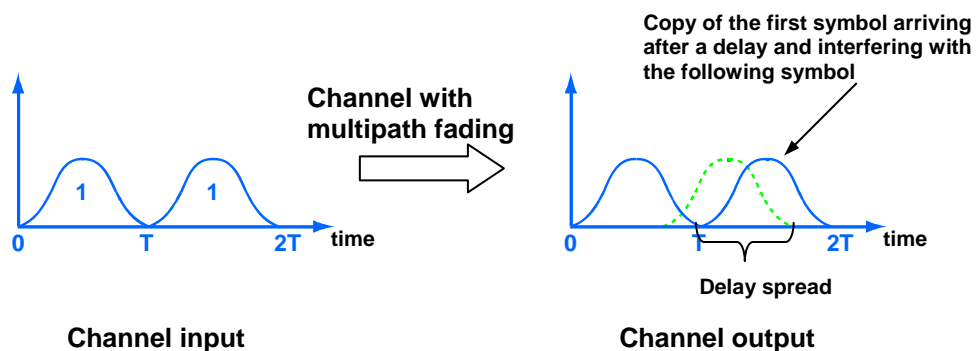 Copy of the first symbol arriving
after a delay and interfering with
the following symbol
Channel with
multipath fading
1
1
0
T
2T
time
0
T
2T
time
Delay spread
Channel input
Channel output